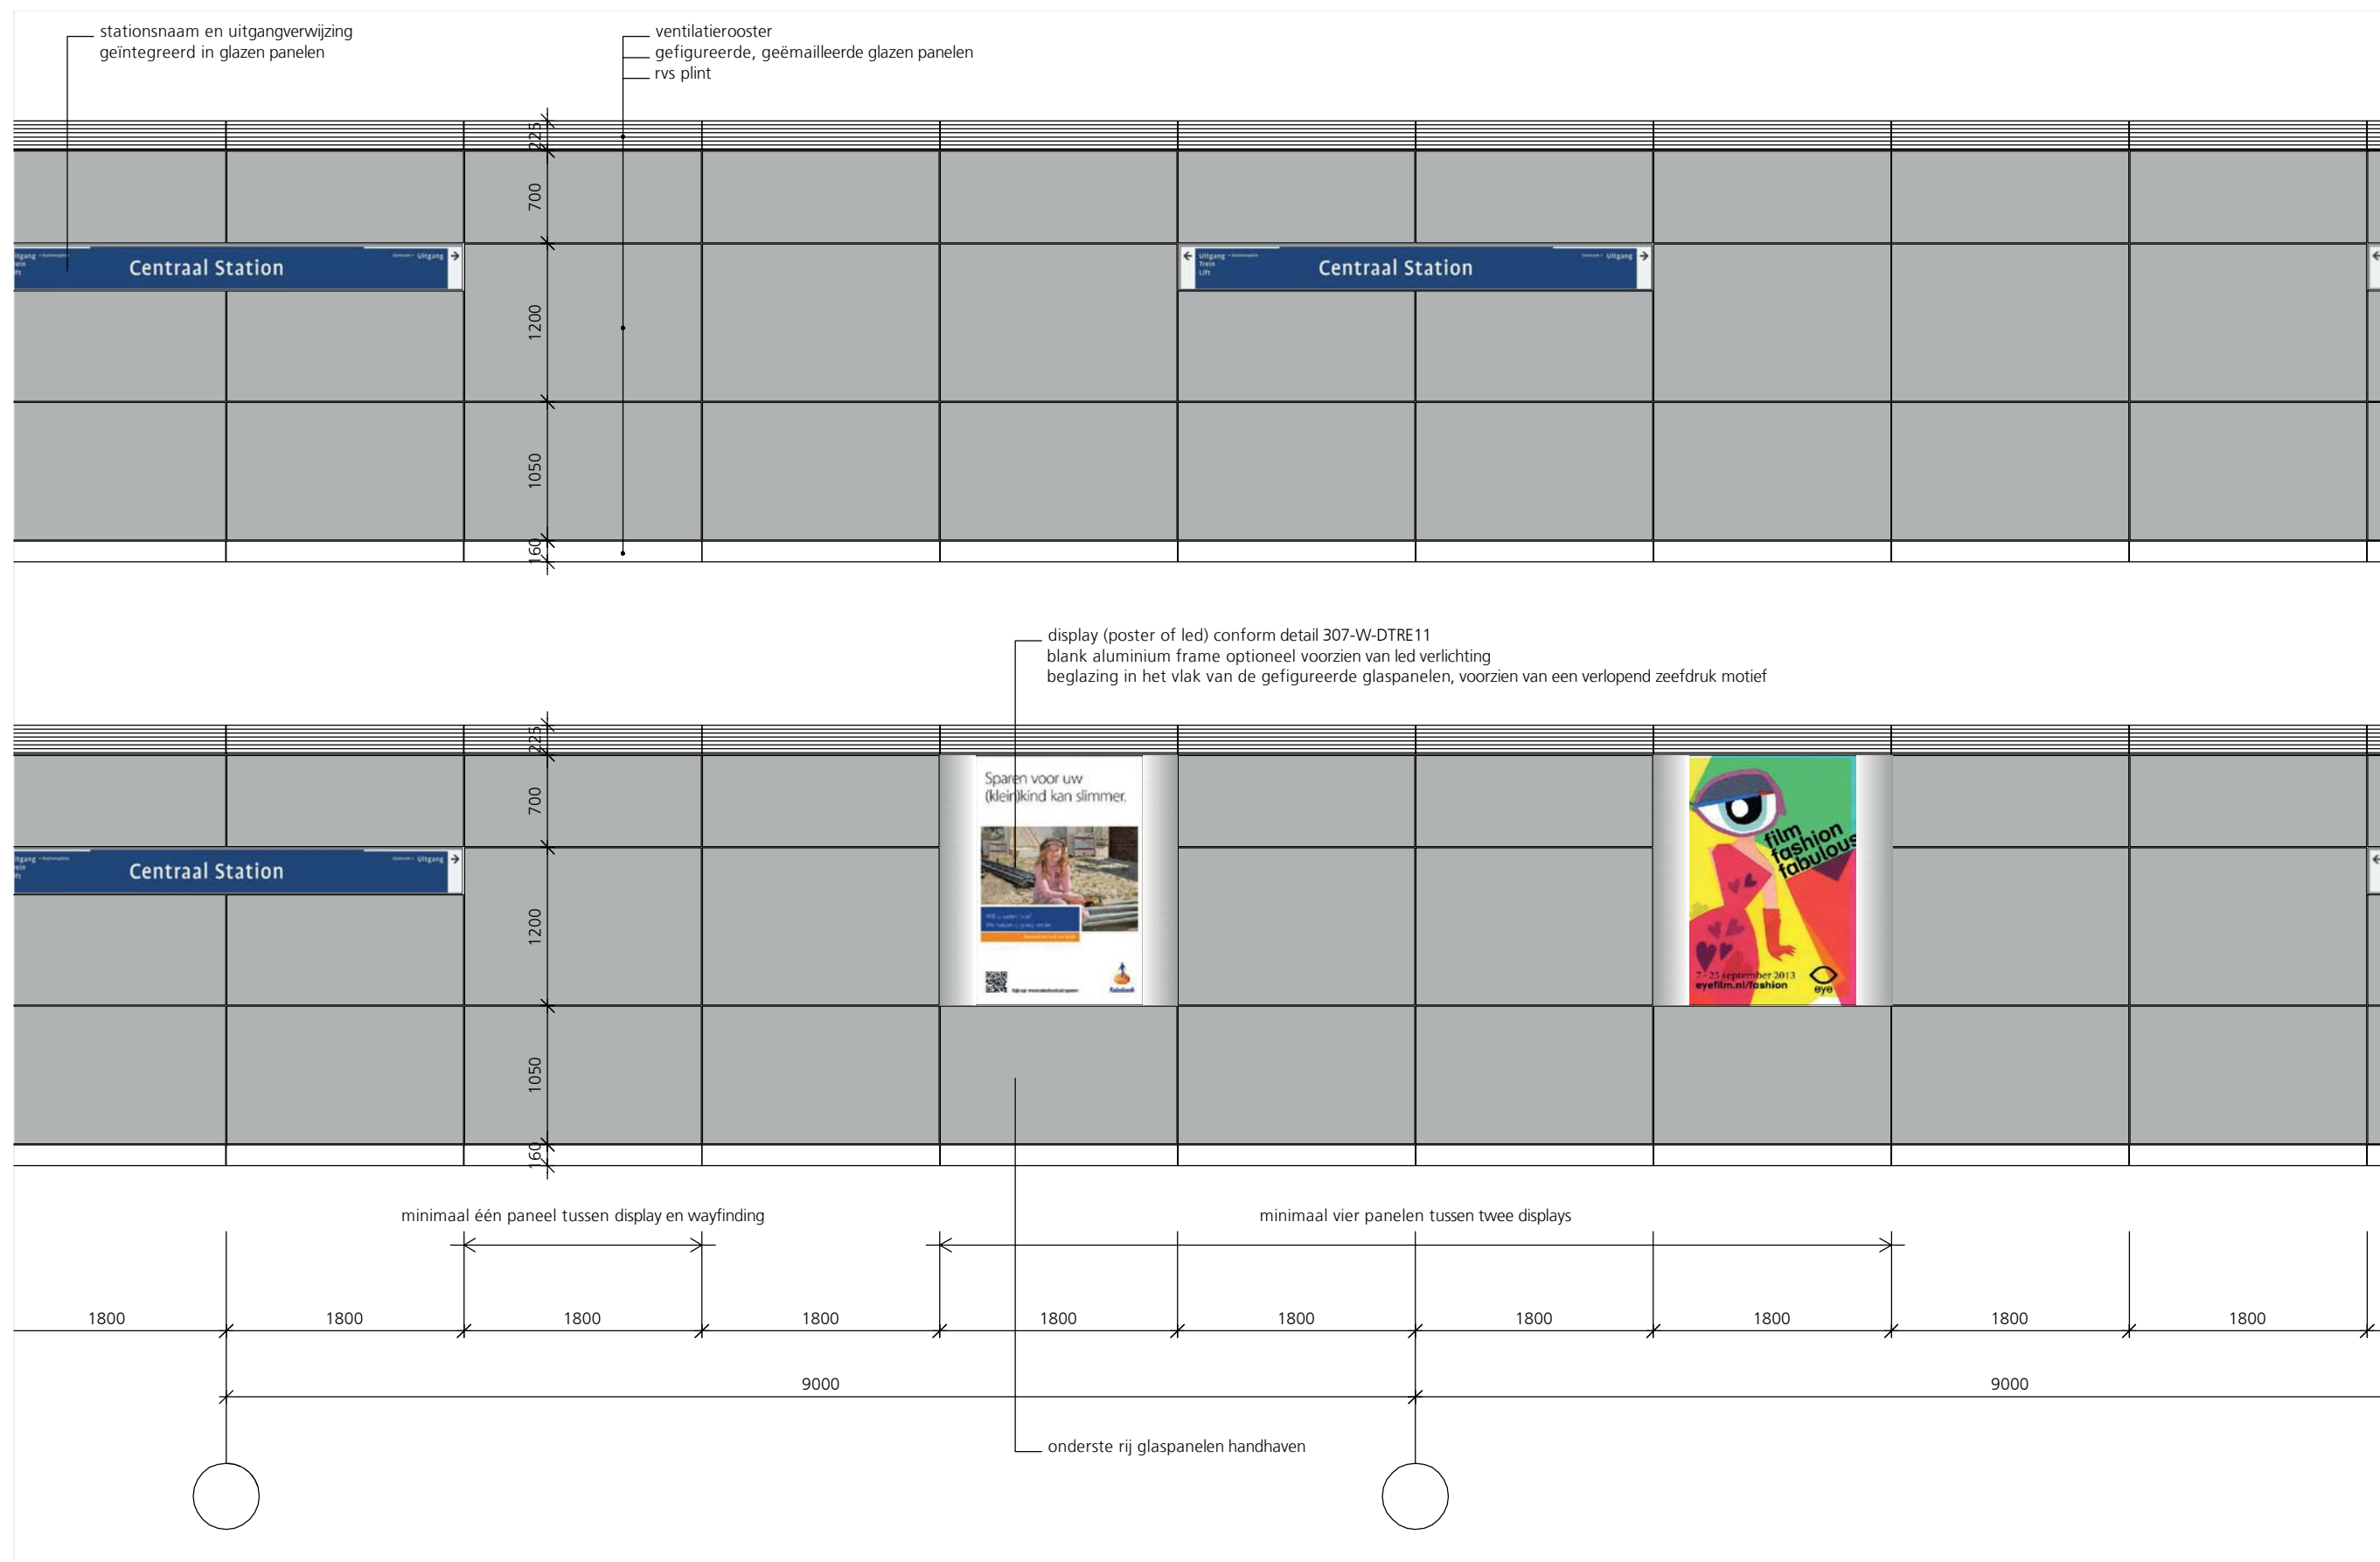 stationsnaam en uitgangverwijzing
geïntegreerd in glazen panelen
ventilatierooster
gefigureerde, geëmailleerde glazen panelen
rvs plint
225
700
1200
1050
160
Centraal Station
Uitgang →
← Uitgang
Trein
Lift
Centraal Station
Uitgang →
←
display (poster of led) conform detail 307-W-DTRE11
blank aluminium frame optioneel voorzien van led verlichting
beglazing in het vlak van de gefigureerde glaspanelen, voorzien van een verlopend zeefdruk motief
225
700
1200
1050
160
Centraal Station
Uitgang →
Sparen voor uw
(klein)kind kan slimmer.
Rabobank
film
fashion
fabulous
7 - 25 september 2013
eyefilm.nl/fashion
eye
←
minimaal één paneel tussen display en wayfinding
minimaal vier panelen tussen twee displays
1800 1800 1800 1800 1800 1800 1800 1800 1800 1800
9000 9000
onderste rij glaspanelen handhaven